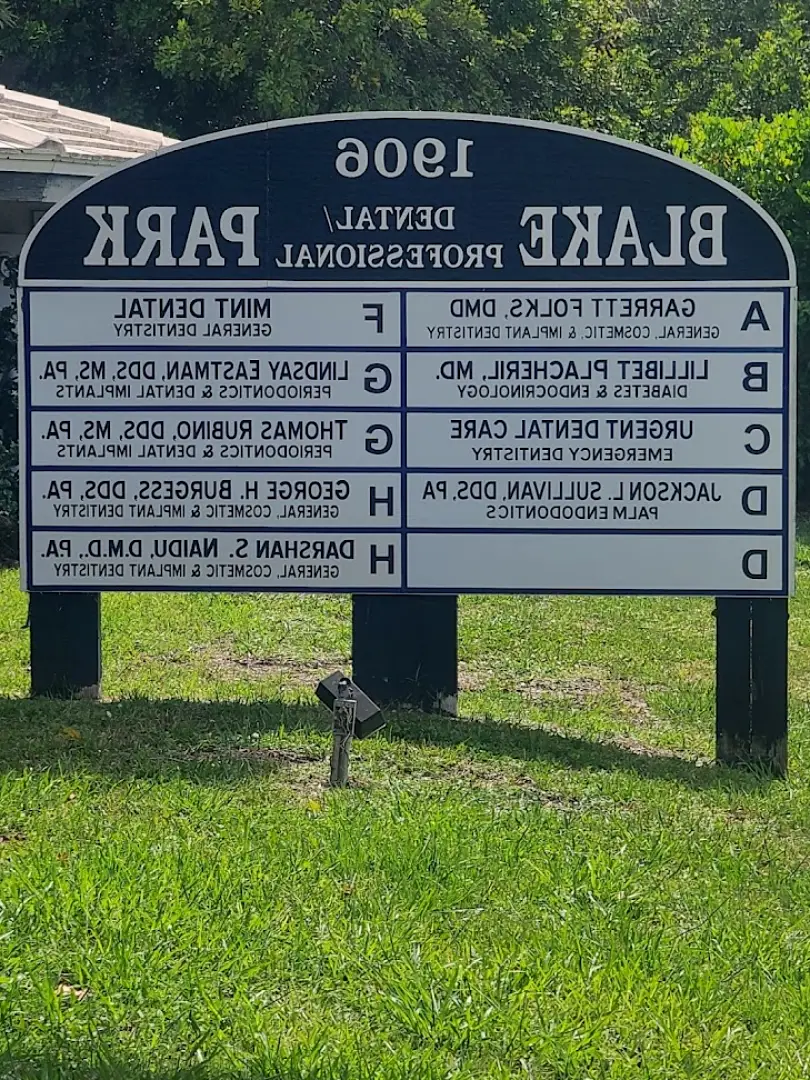 1906
BLAKE DENTAL/ PROFESSIONAL PARK
A GARRETT FOLKS, DMD
GENERAL, COSMETIC, & IMPLANT DENTISTRY
B LILLIBET PLACHERIL, MD.
DIABETES & ENDOCRINOLOGY
C URGENT DENTAL CARE
EMERGENCY DENTISTRY
D JACKSON L. SULLIVAN, DDS, PA
PALM ENDODONTICS
D
F MINT DENTAL
GENERAL DENTISTRY
G LINDSAY EASTMAN, DDS, MS, PA.
PERIODONTICS & DENTAL IMPLANTS
G THOMAS RUBINO, DDS, MS, PA.
PERIODONTICS & DENTAL IMPLANTS
H GEORGE H. BURGESS, DDS, PA.
GENERAL, COSMETIC & IMPLANT DENTISTRY
H DARSHAN S. NAIDU, D.M.D., PA.
GENERAL, COSMETIC & IMPLANT DENTISTRY